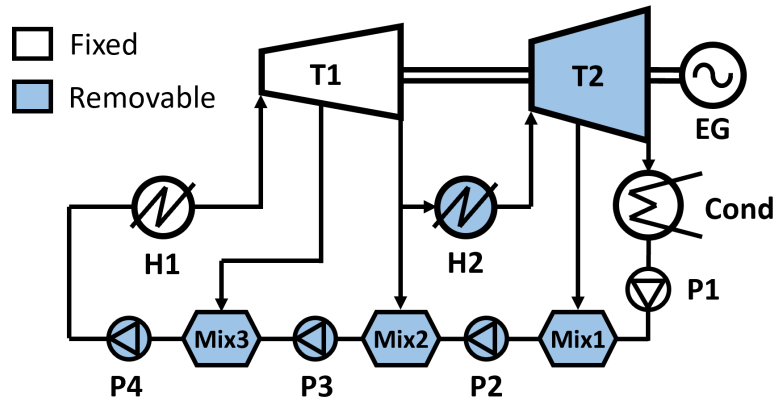 Fixed
Removable
T1
T2
EG
H1
H2
Cond
P1
Mix3
Mix2
Mix1
P4
P3
P2